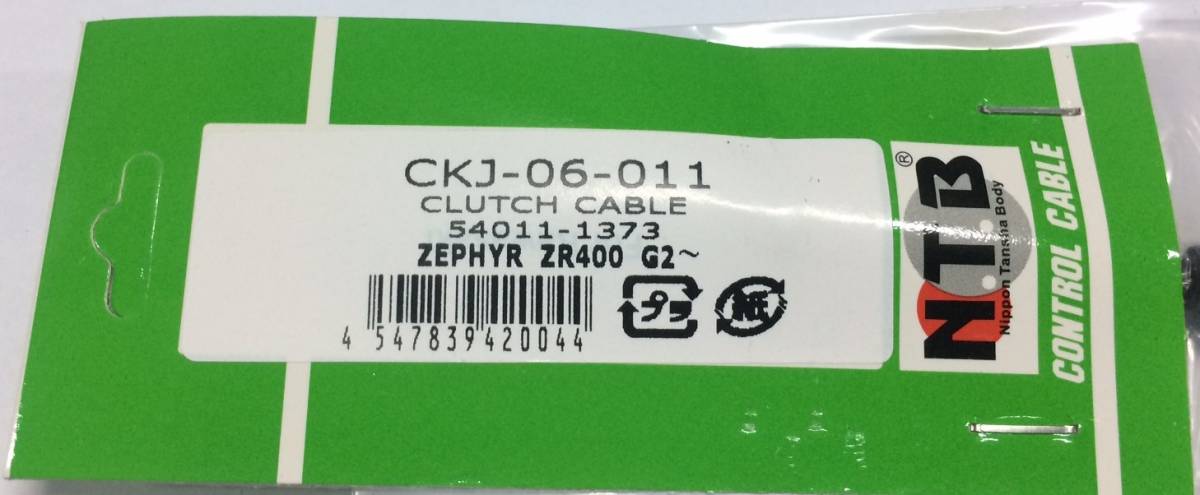 CKJ-06-011
CLUTCH CABLE
54011-1373
ZEPHYR ZR400 G2~
4 547839 420044
プラ
紙
N.T.B®
Nippon Tansha Body
CONTROL CABLE